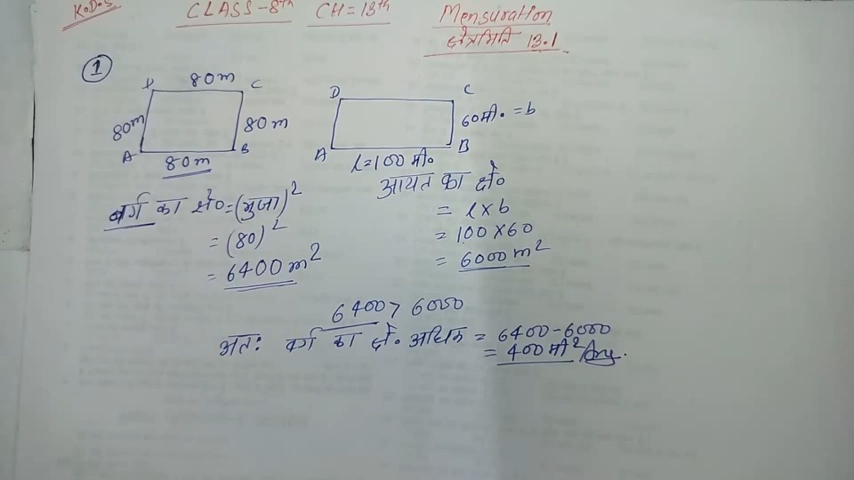 K.D.S
CLASS-8th CH=13th Mensuration
क्षेत्रमिति 13.1
1
D 80m C
80m 80m
A 80m B
D C
60मी० = b
A B
l=100 मी०
वर्ग का क्षे० = (भुजा)²
= (80)²
= 6400 m²
आयत का क्षे०
= l x b
= 100 x 60
= 6000 m²
6400 > 6000
अतः वर्ग का क्षे० अधिक = 6400-6000
= 400 मी² Ans.